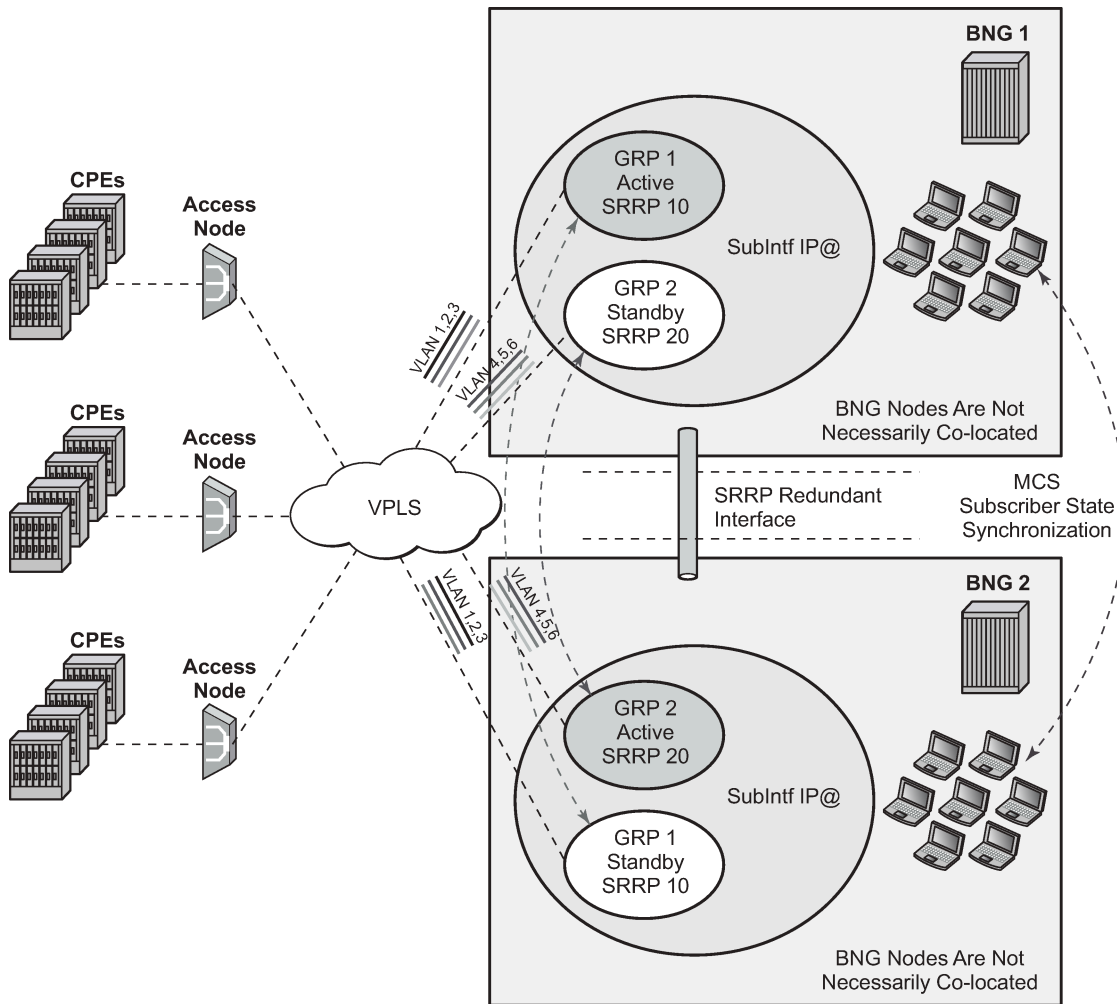 BNG 1
GRP 1
Active
SRRP 10
SubIntf IP@
GRP 2
Standby
SRRP 20
BNG Nodes Are Not
Necessarily Co-located
CPEs
Access
Node
CPEs
Access
Node
CPEs
Access
Node
VPLS
VLAN 1,2,3
VLAN 4,5,6
VLAN 1,2,3
VLAN 4,5,6
SRRP Redundant
Interface
MCS
Subscriber State
Synchronization
BNG 2
GRP 2
Active
SRRP 20
SubIntf IP@
GRP 1
Standby
SRRP 10
BNG Nodes Are Not
Necessarily Co-located